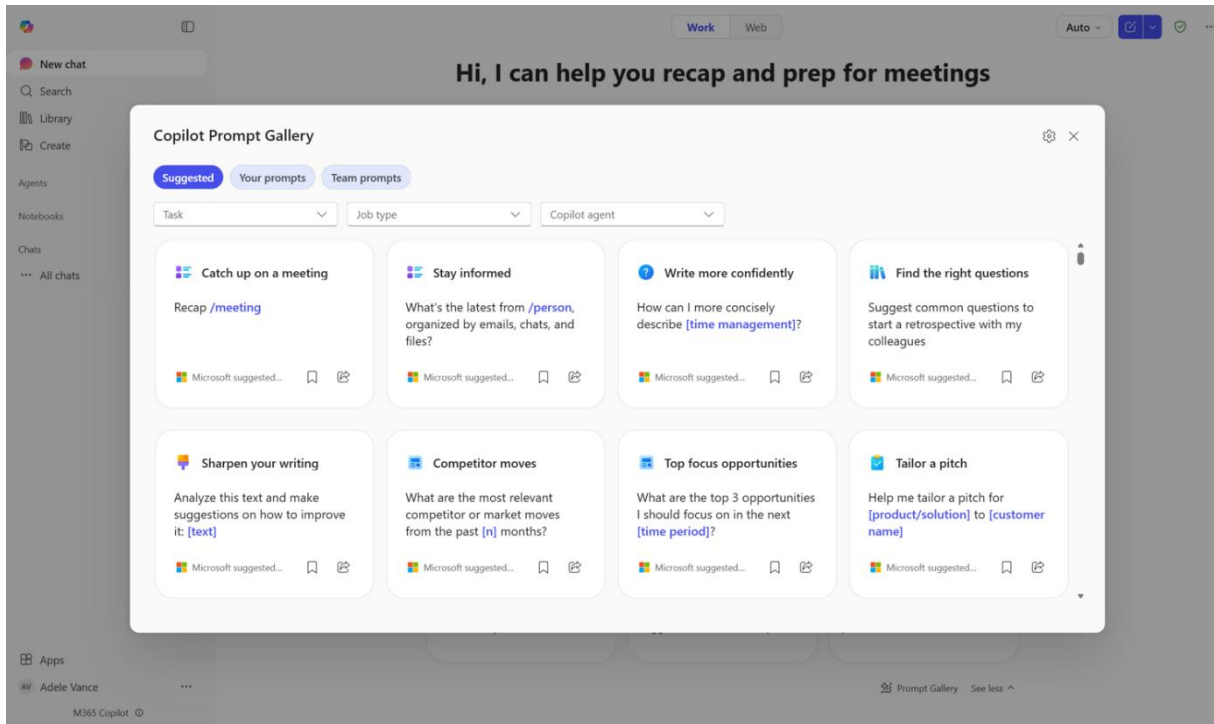 Work
Web
Auto
New chat
Search
Library
Create
Agents
Notebooks
Chats
All chats
Hi, I can help you recap and prep for meetings
Copilot Prompt Gallery
Suggested
Your prompts
Team prompts
Task
Job type
Copilot agent
Catch up on a meeting
Recap /meeting
Microsoft suggested...
Stay informed
What's the latest from /person,
organized by emails, chats, and
files?
Microsoft suggested...
Write more confidently
How can I more concisely
describe [time management]?
Microsoft suggested...
Find the right questions
Suggest common questions to
start a retrospective with my
colleagues
Microsoft suggested...
Sharpen your writing
Analyze this text and make
suggestions on how to improve
it: [text]
Microsoft suggested...
Competitor moves
What are the most relevant
competitor or market moves
from the past [n] months?
Microsoft suggested...
Top focus opportunities
What are the top 3 opportunities
I should focus on in the next
[time period]?
Microsoft suggested...
Tailor a pitch
Help me tailor a pitch for
[product/solution] to [customer
name]
Microsoft suggested...
Apps
AV Adele Vance
M365 Copilot
Prompt Gallery
See less